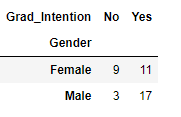 Grad_Intention No Yes
Gender
Female 9 11
Male 3 17